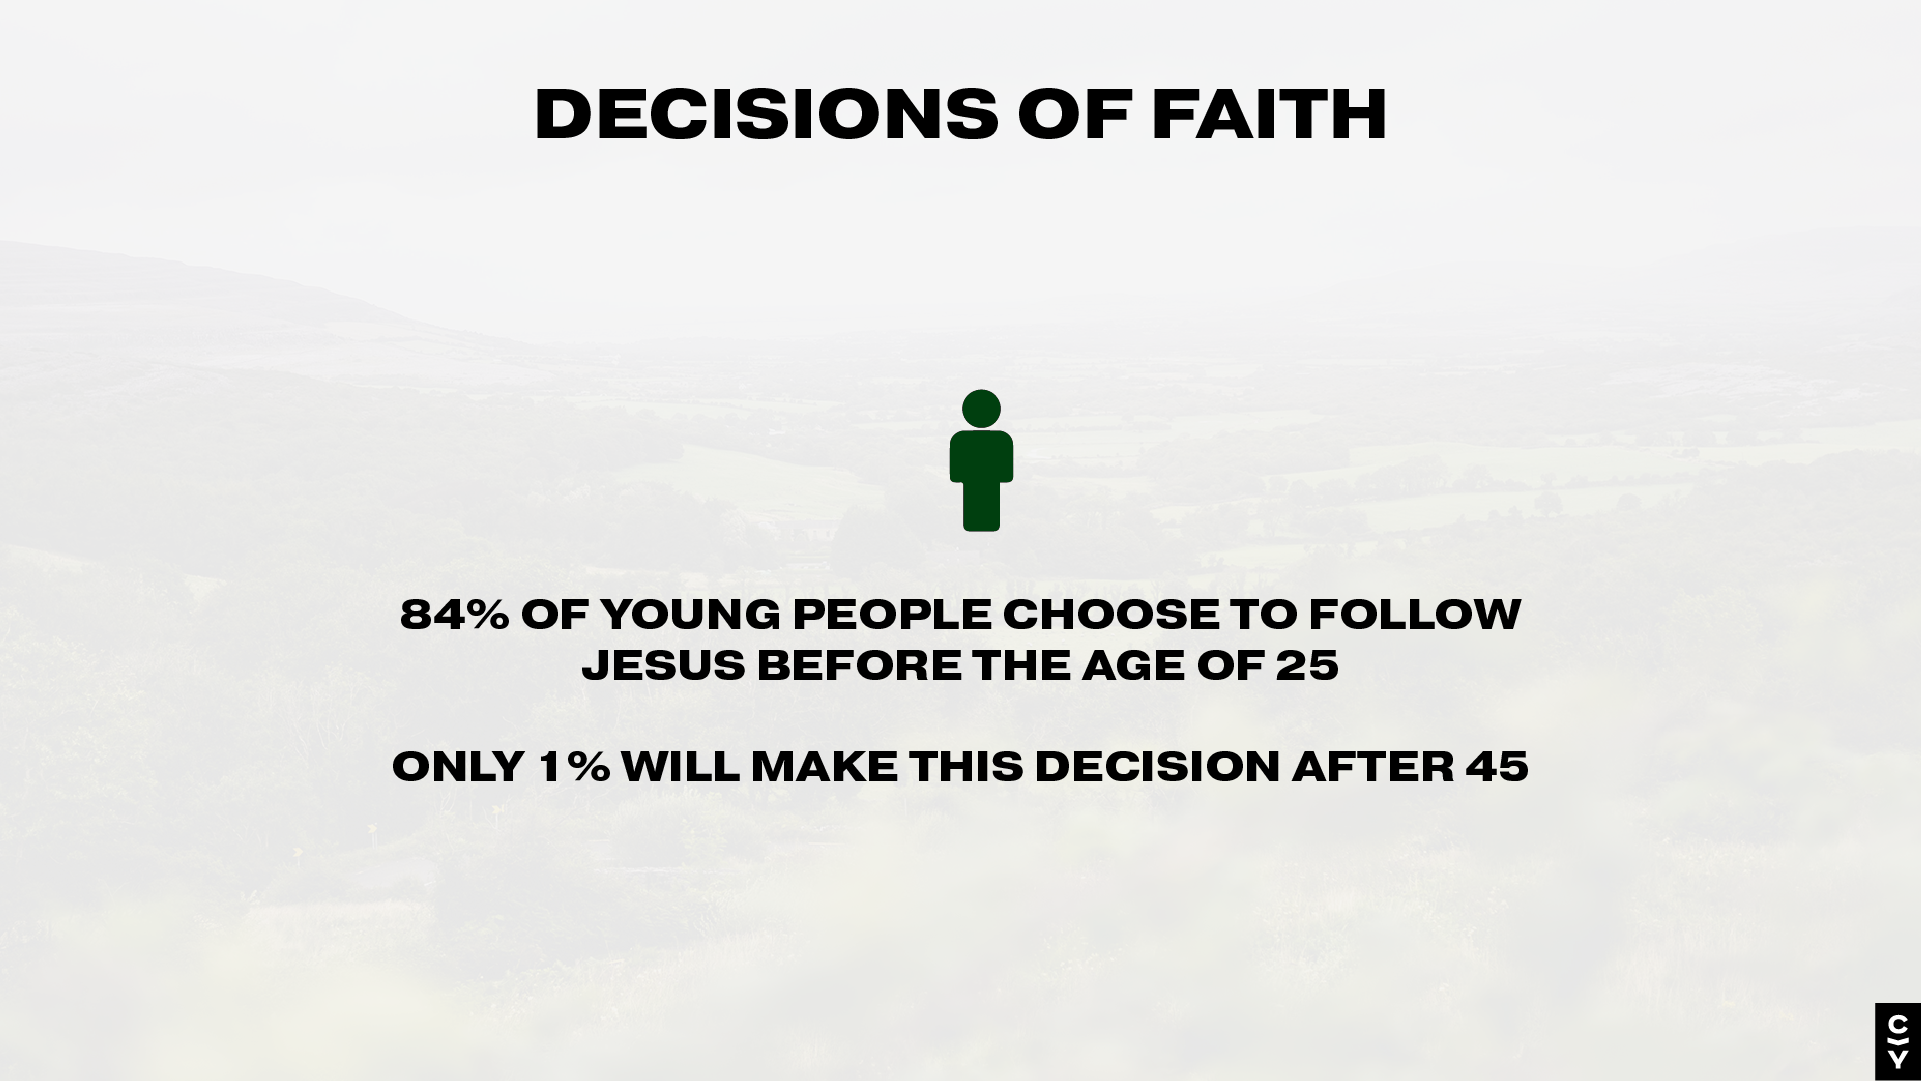 DECISIONS OF FAITH
84% OF YOUNG PEOPLE CHOOSE TO FOLLOW
JESUS BEFORE THE AGE OF 25
ONLY 1% WILL MAKE THIS DECISION AFTER 45
C
Y